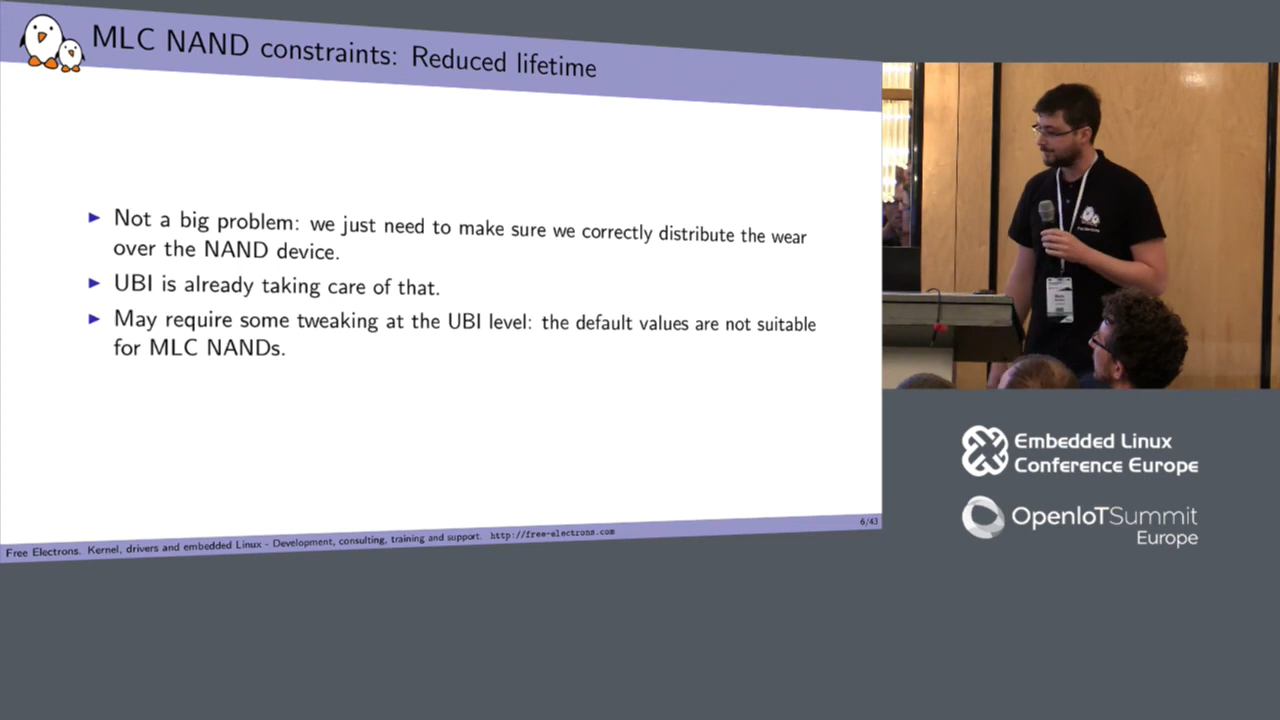 MLC NAND constraints: Reduced lifetime
Not a big problem: we just need to make sure we correctly distribute the wear
over the NAND device.
UBI is already taking care of that.
May require some tweaking at the UBI level: the default values are not suitable
for MLC NANDs.
6/43
Free Electrons. Kernel, drivers and embedded Linux - Development, consulting, training and support. http://free-electrons.com
Embedded Linux
Conference Europe
OpenIoTSummit
Europe